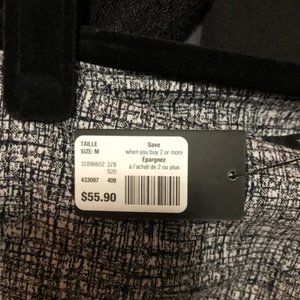 TAILLE
SIZE: M
32896652 378
S20
433097 409
$55.90
Save
when you buy 2 or more
Épargnez
à l'achat de 2 ou plus